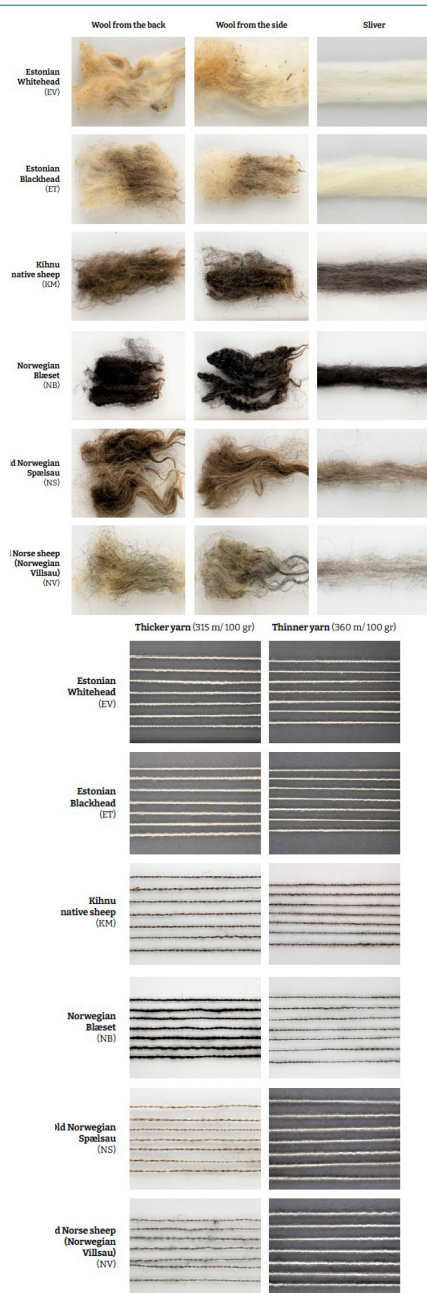 Wool from the back Wool from the side Sliver
Estonian
Whitehead
(EV)
Estonian
Blackhead
(ET)
Kihnu
native sheep
(KM)
Norwegian
Blæset
(NB)
d Norwegian
Spælsau
(NS)
Norse sheep
(Norwegian
Villsau)
(NV)
Thicker yarn (315 m/100 gr) Thinner yarn (360 m/100 gr)
Estonian
Whitehead
(EV)
Estonian
Blackhead
(ET)
Kihnu
native sheep
(KM)
Norwegian
Blæset
(NB)
Old Norwegian
Spælsau
(NS)
d Norse sheep
(Norwegian
Villsau)
(NV)